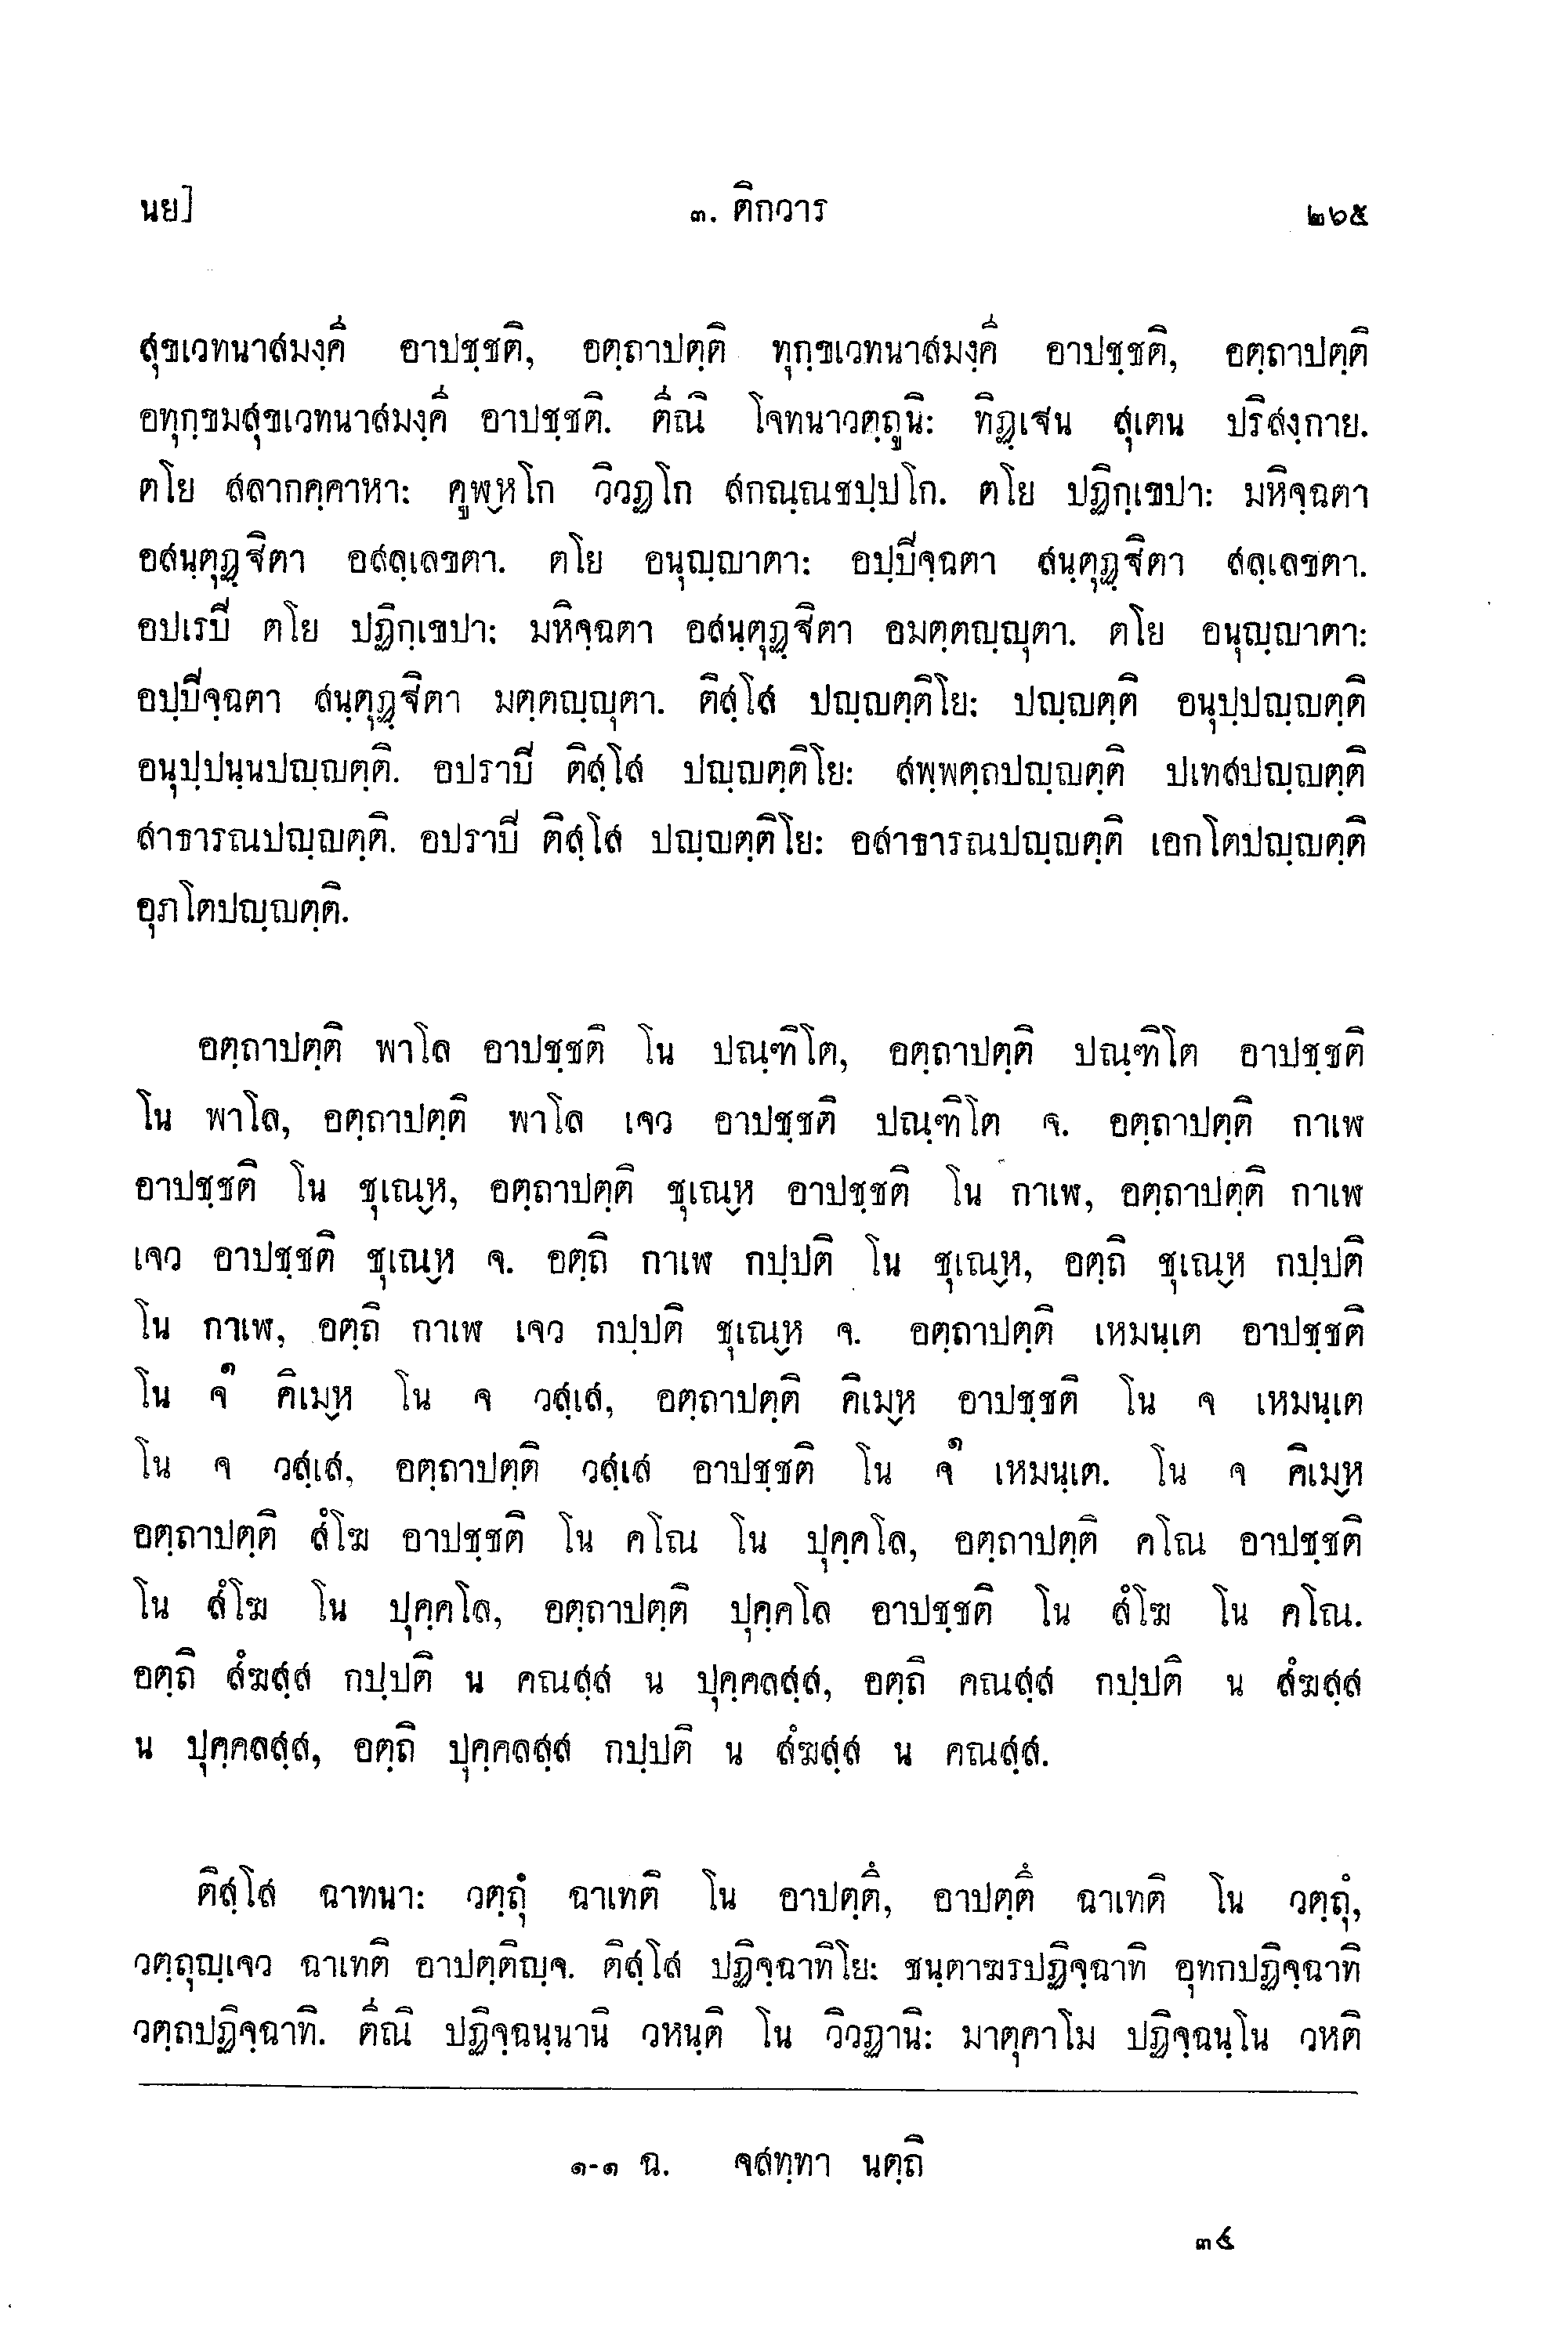 นย]
๓. ติกวาร
๒๖๕
สุขเวทนาสมงฺคี อาปชฺชติ, อตฺถาปตฺติ ทุกฺขเวทนาสมงฺคี อาปชฺชติ, อตฺถาปตฺติ
อทุกฺขมสุขเวทนาสมงฺคี อาปชฺชติ. ตีณิ โจทนาวตฺถูนิ: ทิฏฺเฐน สุเตน ปริสงฺกาย.
ตโย สลากคฺคาหา: คูฬฺหโก วิวฏโก สกณฺณชปฺปโก. ตโย ปฏิกฺเขปา: มหิจฺฉตา
อสนฺตุฏฺฐิตา อสลฺเลขตา. ตโย อนุญฺญาตา: อปฺปิจฺฉตา สนฺตุฏฺฐิตา สลฺเลขตา.
อปเรปิ ตโย ปฏิกฺเขปา: มหิจฺฉตา อสนฺตุฏฺฐิตา อมตฺตญฺญุตา. ตโย อนุญฺญาตา:
อปฺปิจฺฉตา สนฺตุฏฺฐิตา มตฺตญฺญุตา. ติสฺโส ปญฺญตฺติโย: ปญฺญตฺติ อนุปฺปญฺญตฺติ
อนุปฺปนฺนปญฺญตฺติ. อปราปิ ติสฺโส ปญฺญตฺติโย: สพฺพตฺถปญฺญตฺติ ปเทสปญฺญตฺติ
สาธารณปญฺญตฺติ. อปราปิ ติสฺโส ปญฺญตฺติโย: อสาธารณปญฺญตฺติ เอกโตปญฺญตฺติ
อุภโตปญฺญตฺติ.
อตฺถาปตฺติ พาโล อาปชฺชติ โน ปณฺฑิโต, อตฺถาปตฺติ ปณฺฑิโต อาปชฺชติ
โน พาโล, อตฺถาปตฺติ พาโล เจว อาปชฺชติ ปณฺฑิโต จ. อตฺถาปตฺติ กาเฬ
อาปชฺชติ โน ชุเณฺห, อตฺถาปตฺติ ชุเณฺห อาปชฺชติ โน กาเฬ, อตฺถาปตฺติ กาเฬ
เจว อาปชฺชติ ชุเณฺห จ. อตฺถิ กาเฬ กปฺปติ โน ชุเณฺห, อตฺถิ ชุเณฺห กปฺปติ
โน กาเฬ, อตฺถิ กาเฬ เจว กปฺปติ ชุเณฺห จ. อตฺถาปตฺติ เหมนฺเต อาปชฺชติ
โน จ๑ คิเมฺห โน จ วสฺเส, อตฺถาปตฺติ คิเมฺห อาปชฺชติ โน จ เหมนฺเต
โน จ วสฺเส, อตฺถาปตฺติ วสฺเส อาปชฺชติ โน จ๑ เหมนฺเต. โน จ คิเมฺห
อตฺถาปตฺติ สํโฆ อาปชฺชติ โน คโณ โน ปุคฺคโล, อตฺถาปตฺติ คโณ อาปชฺชติ
โน สํโฆ โน ปุคฺคโล, อตฺถาปตฺติ ปุคฺคโล อาปชฺชติ โน สํโฆ โน คโณ.
อตฺถิ สํฆสฺส กปฺปติ น คณสฺส น ปุคฺคลสฺส, อตฺถิ คณสฺส กปฺปติ น สํฆสฺส
น ปุคฺคลสฺส, อตฺถิ ปุคฺคลสฺส กปฺปติ น สํฆสฺส น คณสฺส.
ติสฺโส ฉาทนา: วตฺถุํ ฉาเทติ โน อาปตฺตึ, อาปตฺตึ ฉาเทติ โน วตฺถุํ,
วตฺถุญฺเจว ฉาเทติ อาปตฺติญฺจ. ติสฺโส ปฏิจฺฉาทิโย: ชนฺตาฆรปฏิจฺฉาทิ อุทกปฏิจฺฉาทิ
วตฺถปฏิจฺฉาทิ. ตีณิ ปฏิจฺฉนฺนานิ วหนฺติ โน วิวฏานิ: มาตุคาโม ปฏิจฺฉนฺโน วหติ
๑-๑ ฉ. จสทฺทา นตฺถิ
๓๔